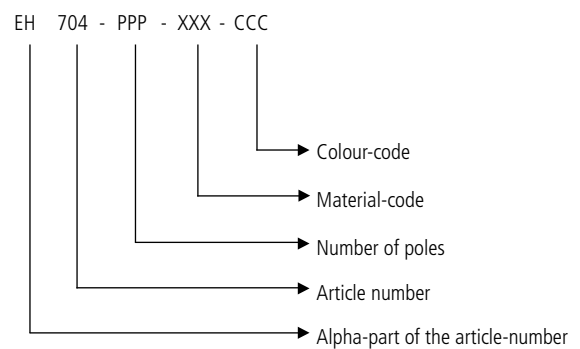 EH 704 - PPP - XXX - CCC
Colour-code
Material-code
Number of poles
Article number
Alpha-part of the article-number